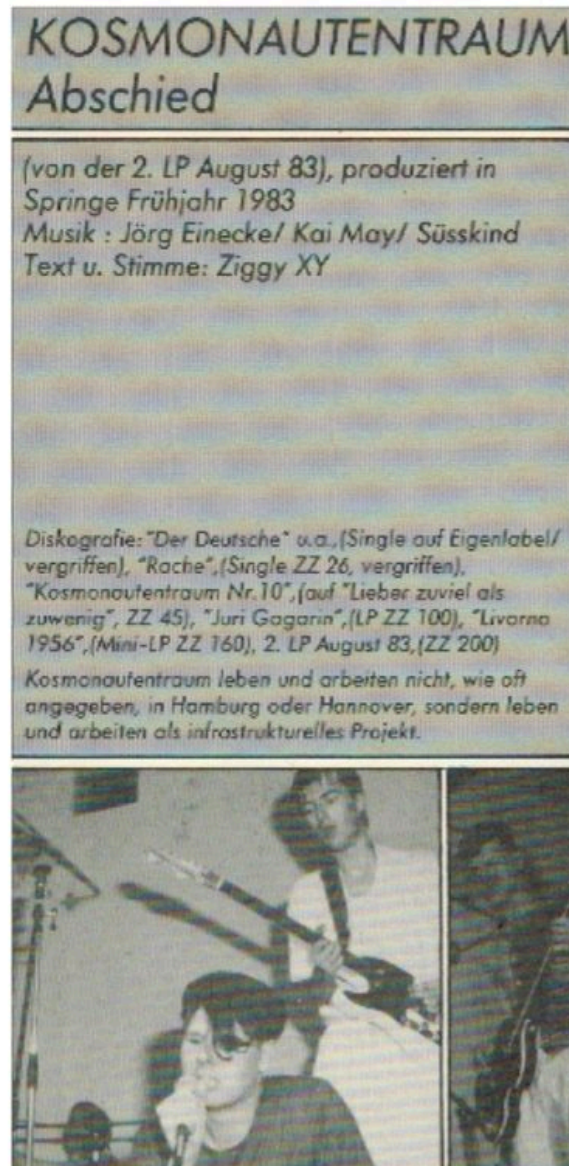 KOSMONAUTENTRAUM
Abschied
(von der 2. LP August 83), produziert in
Springe Frühjahr 1983
Musik : Jörg Einecke/ Kai May/ Süsskind
Text u. Stimme: Ziggy XY
Diskografie: "Der Deutsche" u.a.,(Single auf Eigenlabel/
vergriffen), "Rache",(Single ZZ 26, vergriffen),
"Kosmonautentraum Nr.10",(auf "Lieber zuviel als
zuwenig", ZZ 45), "Juri Gagarin",(LP ZZ 100), "Livorno
1956",(Mini-LP ZZ 160), 2. LP August 83,(ZZ 200)
Kosmonautentraum leben und arbeiten nicht, wie oft
angegeben, in Hamburg oder Hannover, sondern leben
und arbeiten als infrastrukturelles Projekt.